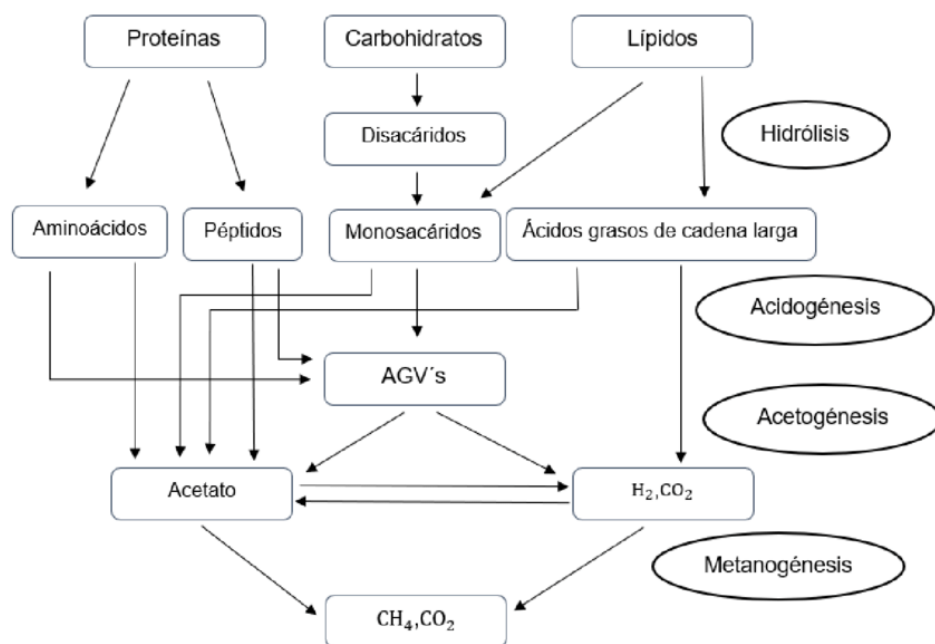 Proteínas
Carbohidratos
Lípidos
Disacáridos
Hidrólisis
Aminoácidos
Péptidos
Monosacáridos
Ácidos grasos de cadena larga
Acidogénesis
AGV´s
Acetogénesis
Acetato
H₂,CO₂
Metanogénesis
CH₄,CO₂